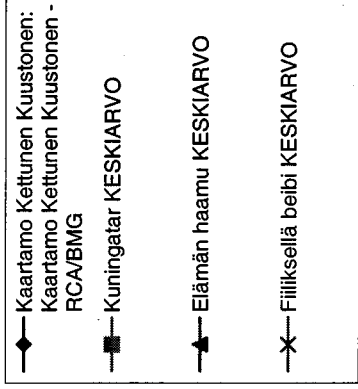 Kaartamo Kettunen Kuustonen:
Kaartamo Kettunen Kuustonen -
RCA/BMG
Kuningatar KESKIARVO
Elämän haamu KESKIARVO
Fiiliksellä beibi KESKIARVO